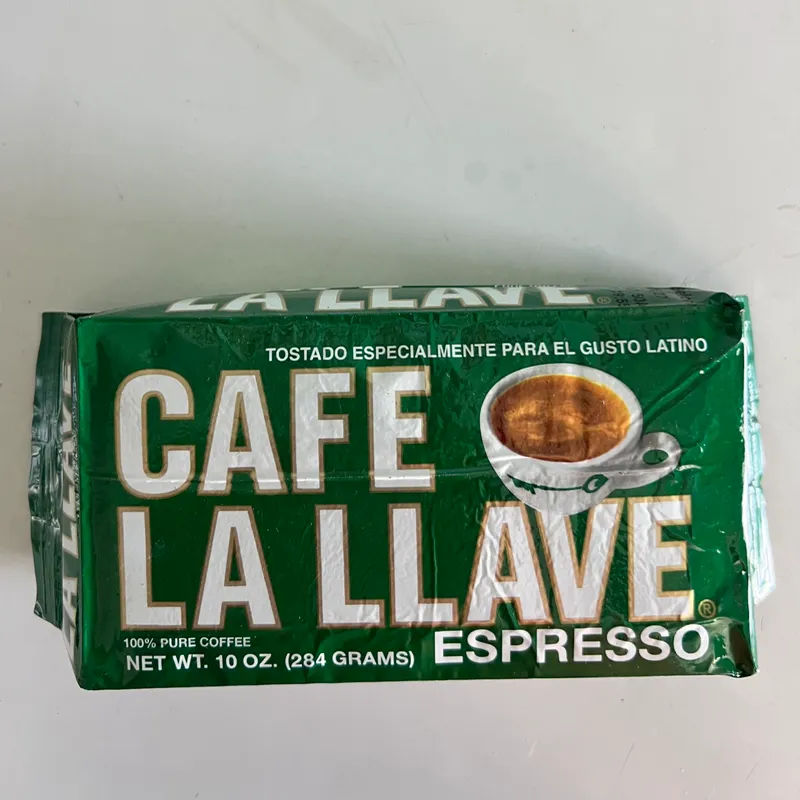 LA LLAVE®
LA LLAVE
TOSTADO ESPECIALMENTE PARA EL GUSTO LATINO
CAFE
LA LLAVE®
ESPRESSO
100% PURE COFFEE
NET WT. 10 OZ. (284 GRAMS)